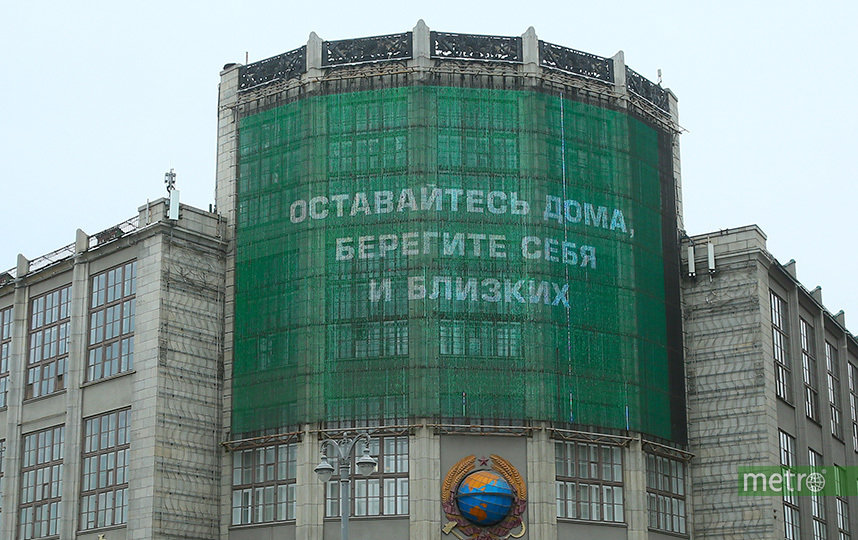 ОСТАВАЙТЕСЬ ДОМА,
БЕРЕГИТЕ СЕБЯ
И БЛИЗКИХ
metro